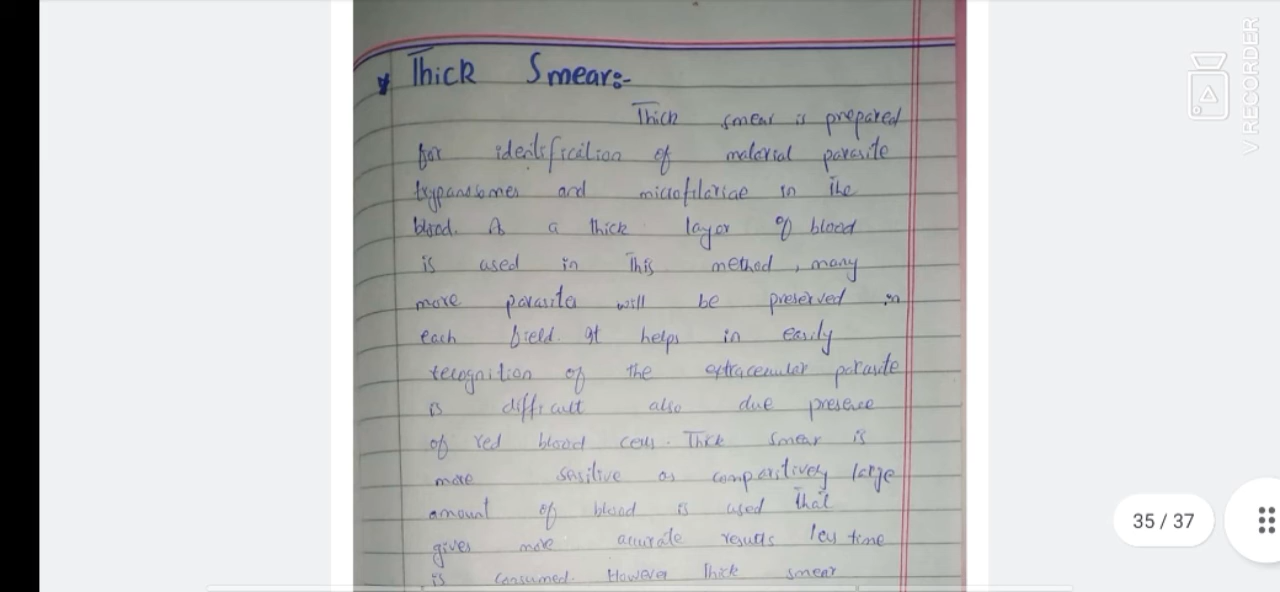 * Thick Smear:-
Thick smear is prepared
for identification of malarial parasite
trypansomes and microfilariae in the
blood. As a thick layer of blood
is used in this method, many
more parasite will be preserved in
each field. It helps in easily
recognition of the extracellular parasite
is difficult also due presence
of red blood cells. Thick smear is
more sesitive as comparitively large
amount of blood is used that
gives more accurate results less time
is consumed. However thick smear
35 / 37
V RECORDER